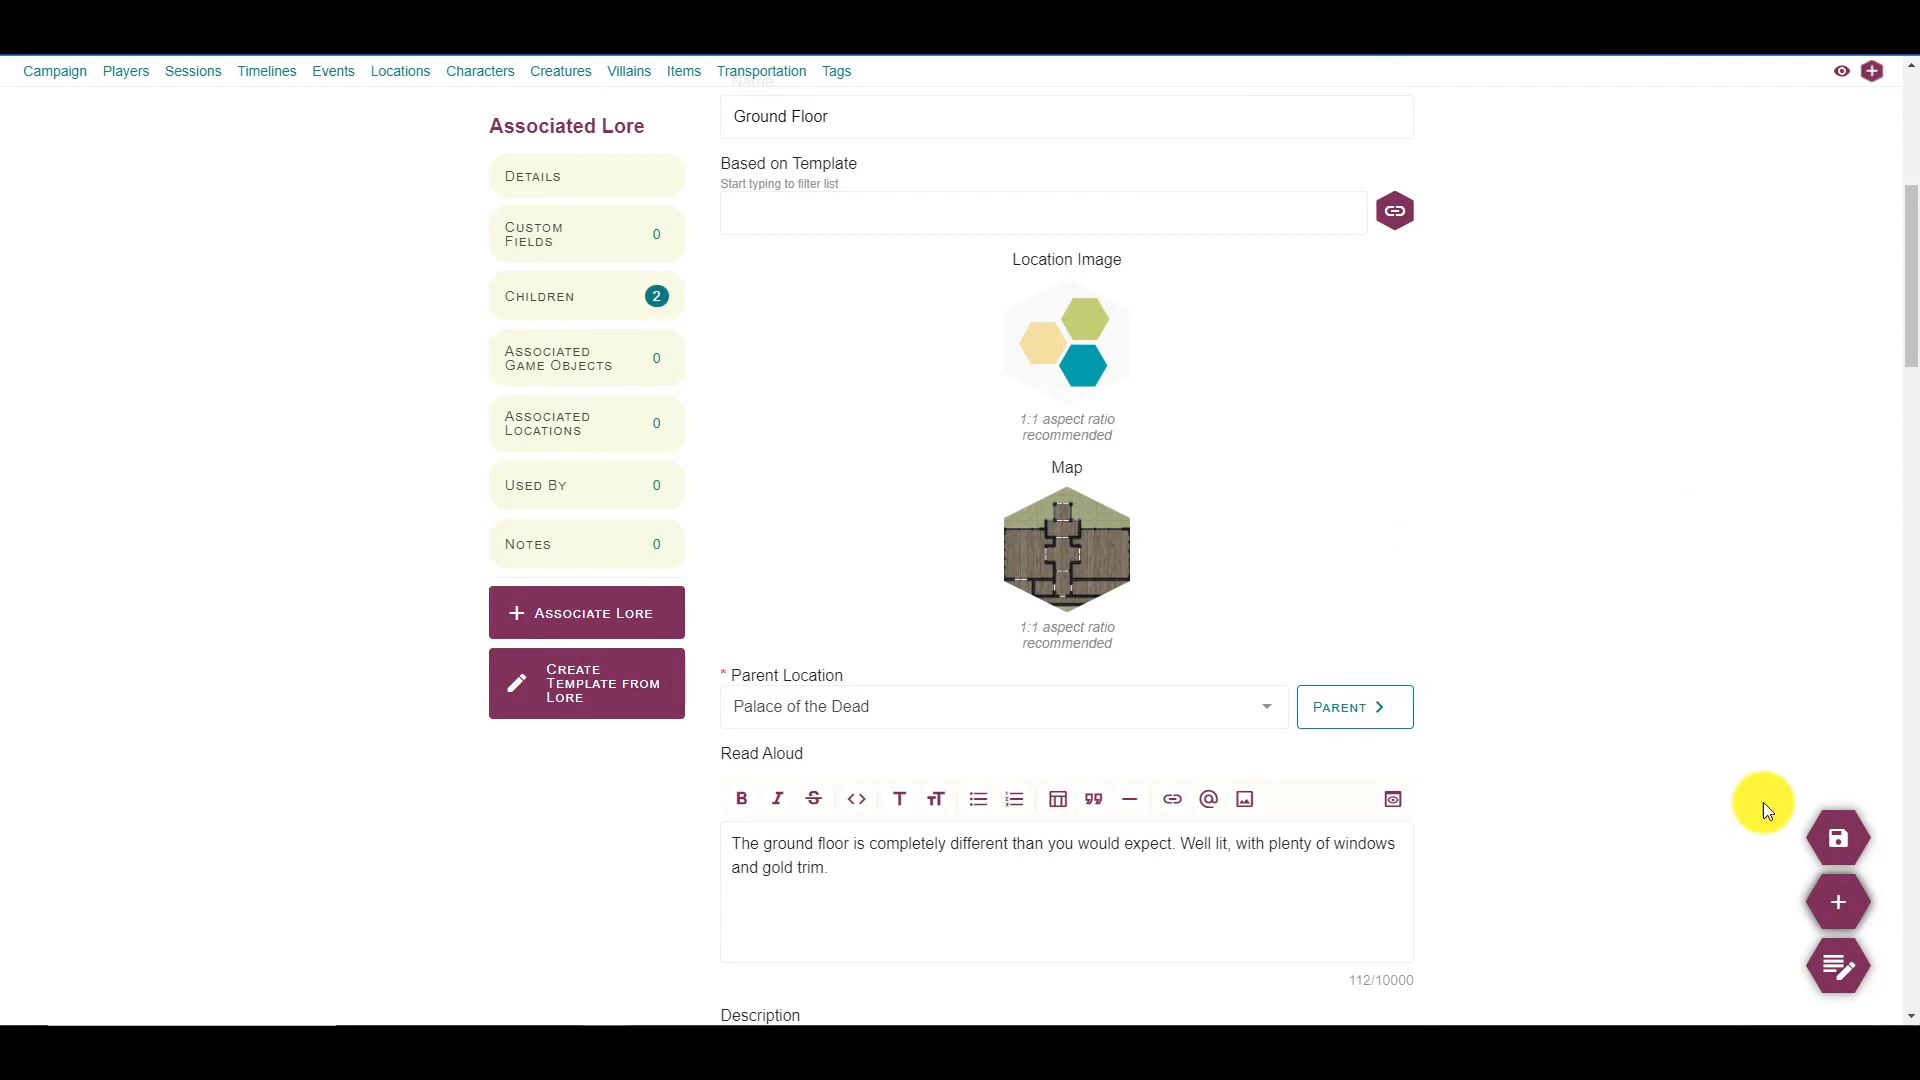 Campaign Players Sessions Timelines Events Locations Characters Creatures Villains Items Transportation Tags
Name
Associated Lore
Details
Custom
Fields 0
Children 2
Associated
Game Objects 0
Associated
Locations 0
Used By 0
Notes 0
Associate Lore
Create
Template from
Lore
Ground Floor
Based on Template
Start typing to filter list
Location Image
1:1 aspect ratio
recommended
Map
1:1 aspect ratio
recommended
* Parent Location
Palace of the Dead
Parent
Read Aloud
The ground floor is completely different than you would expect. Well lit, with plenty of windows
and gold trim.
112/10000
Description